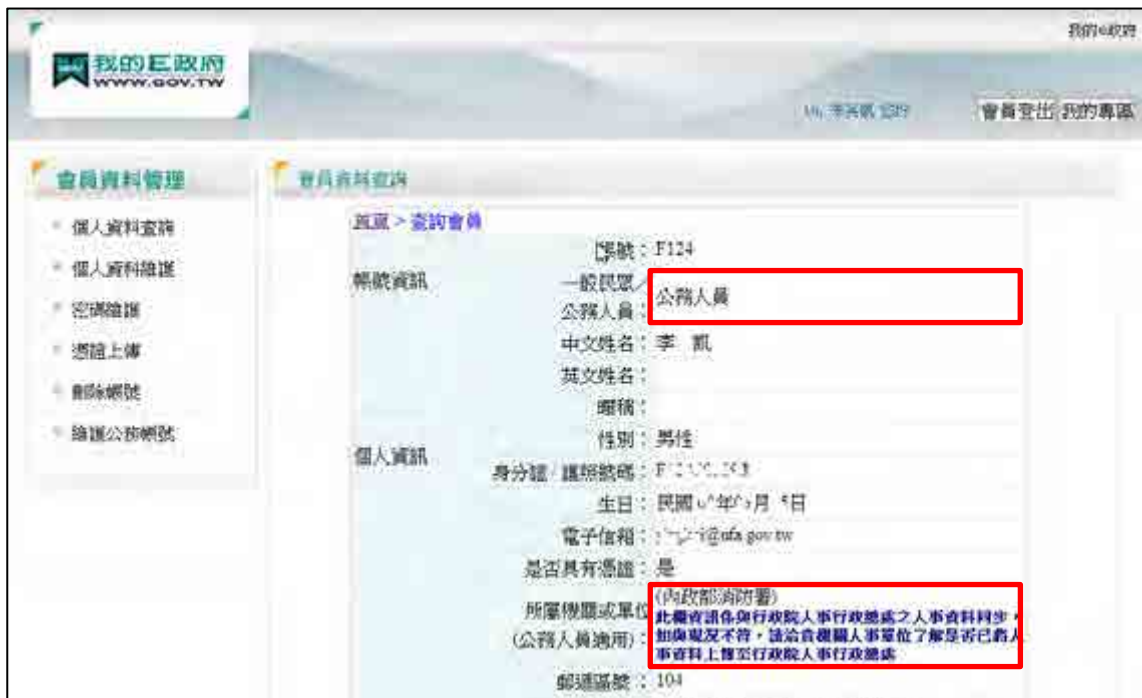 我的e政府
我的E政府
www.gov.tw
會員登出 我的專區
會員資料管理
會員資料查詢
個人資料查詢
個人資料維護
密碼維護
憑證上傳
刪除帳號
維護公務帳號
首頁 > 查詢會員
帳號資訊
帳號：F124
一般民眾／
公務人員：
公務人員
個人資訊
中文姓名：李 凱
英文姓名：
暱稱：
性別：男性
身分證／護照號碼：
生日：民國 年 月 日
電子信箱： @nfa.gov.tw
是否具有憑證：是
所屬機關或單位
(公務人員適用)：
(內政部消防署)
此欄資訊係與行政院人事行政總處之人事資料同步，
如與現況不符，請洽貴機關人事單位了解是否已將人
事資料上傳至行政院人事行政總處
郵遞區號：104